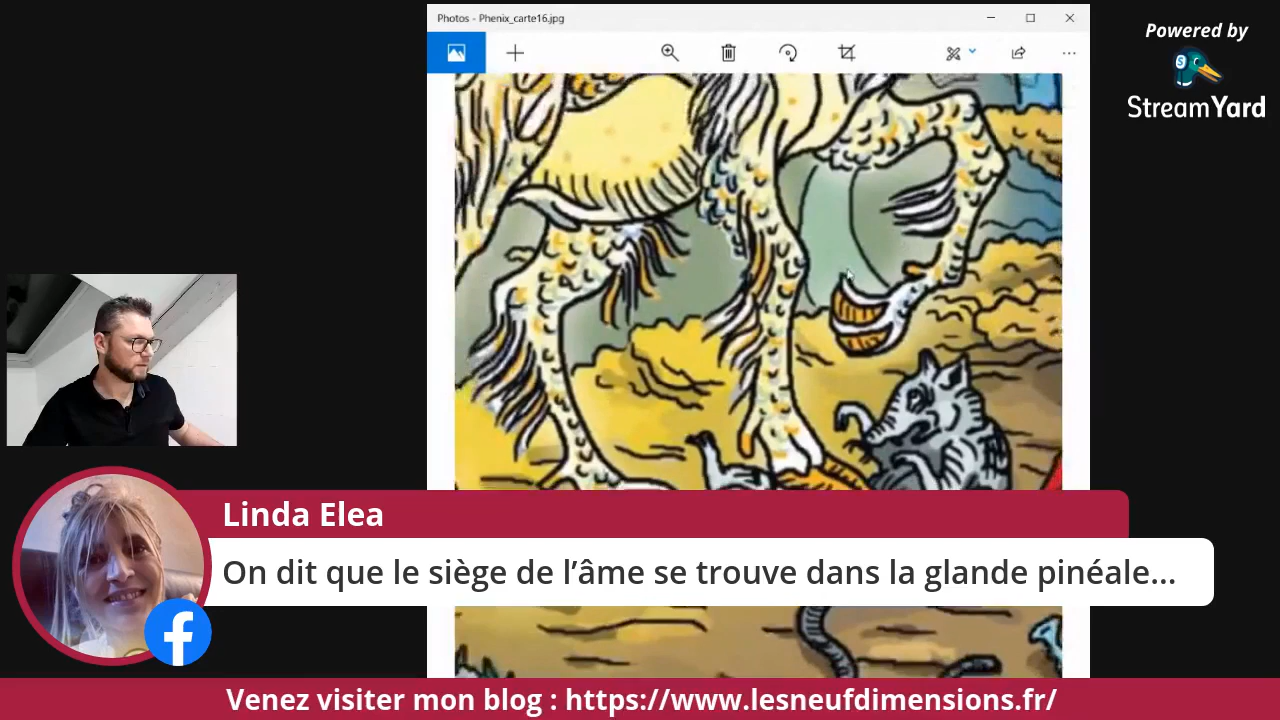 Photos - Phenix_carte16.jpg
Powered by
StreamYard
Linda Elea
On dit que le siège de l’âme se trouve dans la glande pinéale...
Venez visiter mon blog : https://www.lesneufdimensions.fr/